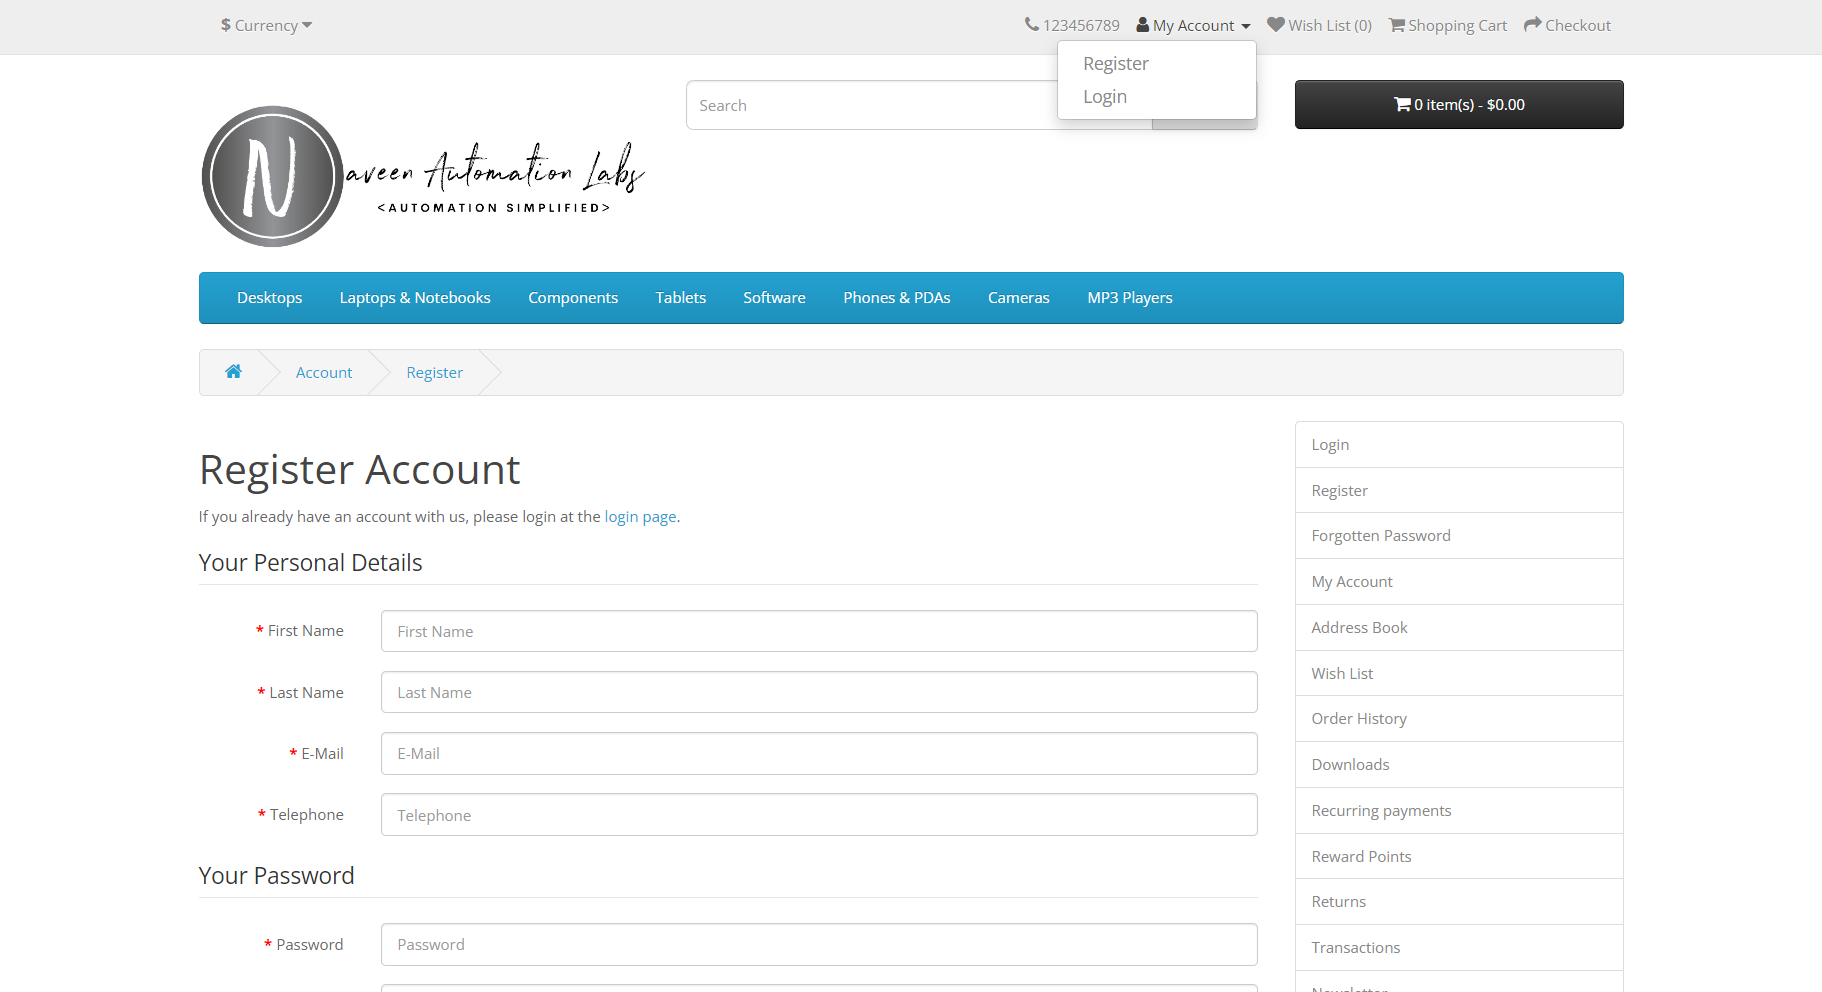 $ Currency
123456789
My Account
Wish List (0)
Shopping Cart
Checkout
Register
Login
Search
0 item(s) - $0.00
N
aveen Automation Labs
<AUTOMATION SIMPLIFIED>
Desktops
Laptops & Notebooks
Components
Tablets
Software
Phones & PDAs
Cameras
MP3 Players
Account
Register
Register Account
If you already have an account with us, please login at the login page.
Your Personal Details
* First Name
First Name
* Last Name
Last Name
* E-Mail
E-Mail
* Telephone
Telephone
Your Password
* Password
Password
Login
Register
Forgotten Password
My Account
Address Book
Wish List
Order History
Downloads
Recurring payments
Reward Points
Returns
Transactions
Newsletter